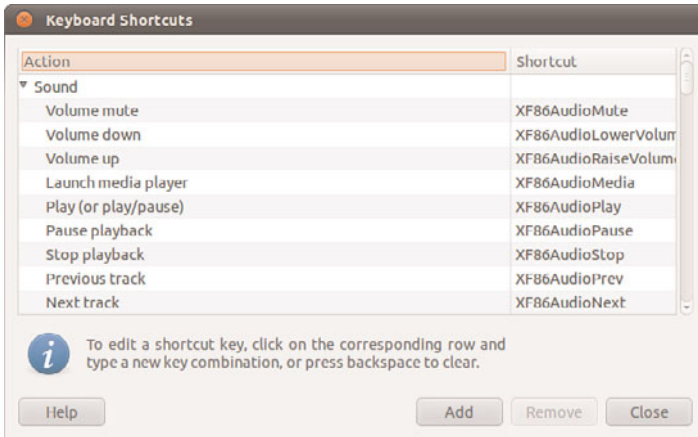 Keyboard Shortcuts
Action Shortcut
Sound
Volume mute XF86AudioMute
Volume down XF86AudioLowerVolum
Volume up XF86AudioRaiseVolume
Launch media player XF86AudioMedia
Play (or play/pause) XF86AudioPlay
Pause playback XF86AudioPause
Stop playback XF86AudioStop
Previous track XF86AudioPrev
Next track XF86AudioNext
To edit a shortcut key, click on the corresponding row and
type a new key combination, or press backspace to clear.
Help Add Remove Close